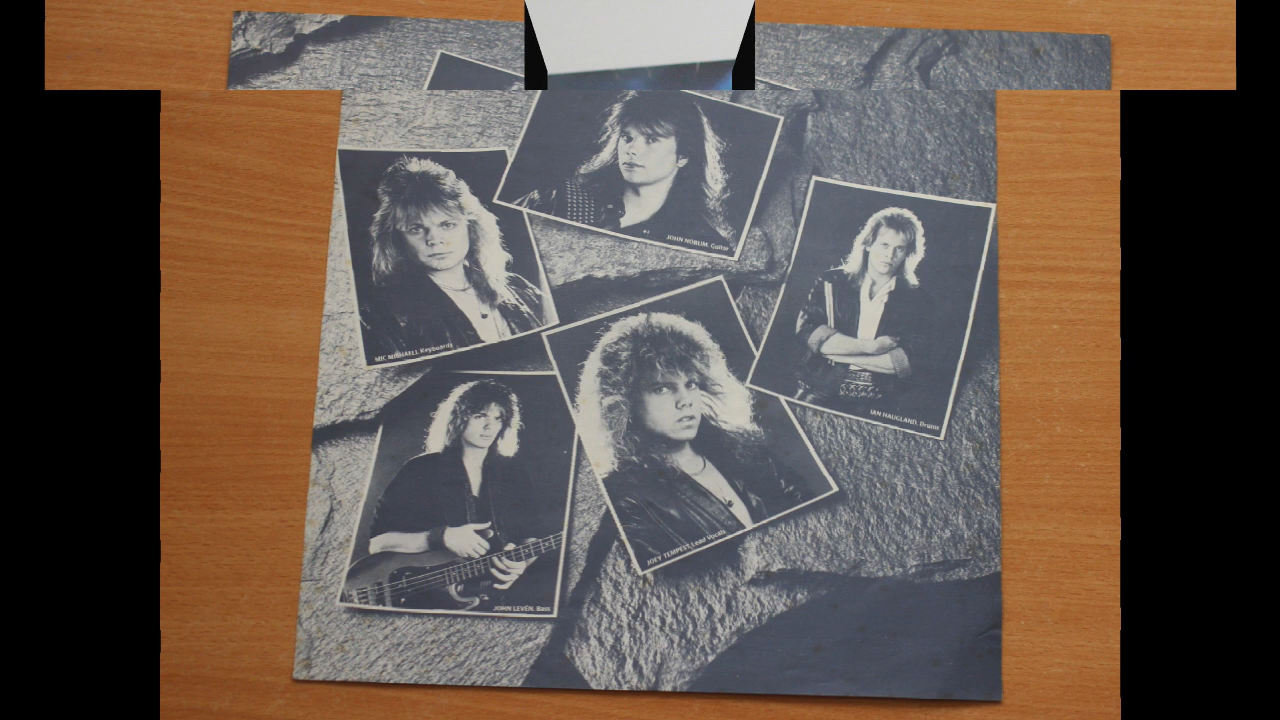 JOHN NORUM, Guitar
MIC MICHAELI, Keyboards
IAN HAUGLAND, Drums
JOEY TEMPEST, Lead Vocals
JOHN LEVÉN, Bass